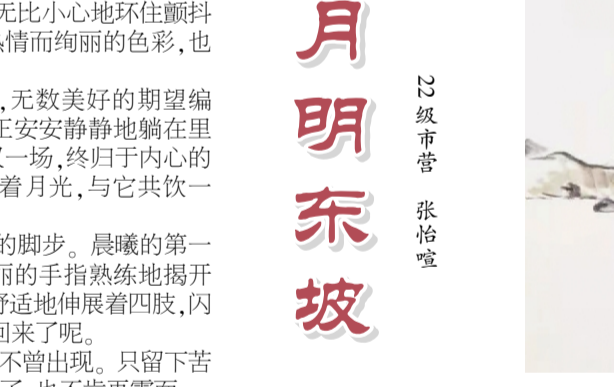 无比小心地环住颤抖
热情而绚丽的色彩,也
,无数美好的期望编
正安安静静地躺在里
又一场,终归于内心的
着月光,与它共饮一
的脚步。晨曦的第一
丽的手指熟练地揭开
舒适地伸展着四肢,闪
回来了呢。
不曾出现。只留下苦
月明东坡
22级市营 张怡喧